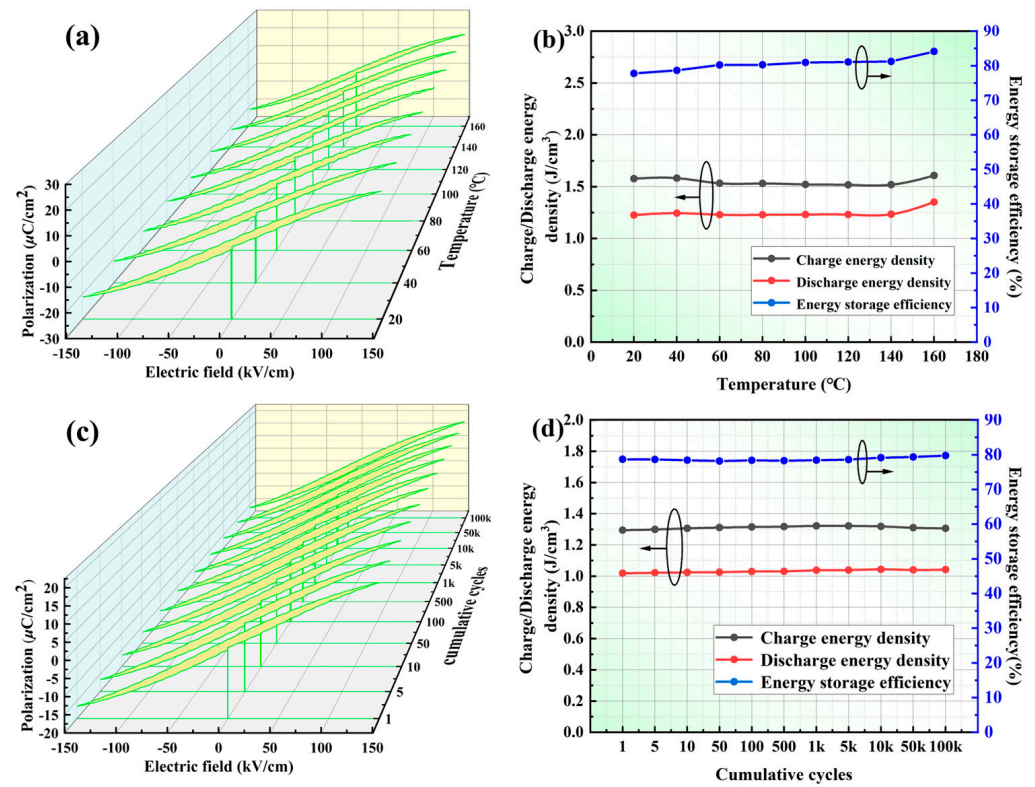 (a)
30
20
10
0
-10
-20
-30
Polarization (μC/cm²)
-150
-100
-50
0
50
100
150
Electric field (kV/cm)
20
40
60
80
100
120
140
160
Temperature (℃)
(b)
3.0
2.5
2.0
1.5
1.0
0.5
0.0
Charge/Discharge energy
density (J/cm³)
0 20 40 60 80 100 120 140 160 180
Temperature (℃)
90
80
70
60
50
40
30
20
10
0
Energy storage
efficiency (%)
Charge energy density
Discharge energy density
Energy storage efficiency
(c)
20
15
10
5
0
-5
-10
-15
-20
Polarization (μC/cm²)
-150
-100
-50
0
50
100
150
Electric field (kV/cm)
1
5
10
50
100
500
1k
5k
10k
50k
100k
cumulative cycles
(d)
2.0
1.8
1.6
1.4
1.2
1.0
0.8
0.6
0.4
0.2
0.0
Charge/Discharge energy
density (J/cm³)
1 5 10 50 100 500 1k 5k 10k 50k 100k
Cumulative cycles
90
80
70
60
50
40
30
20
10
0
Energy storage
efficiency(%)
Charge energy density
Discharge energy density
Energy storage efficiency